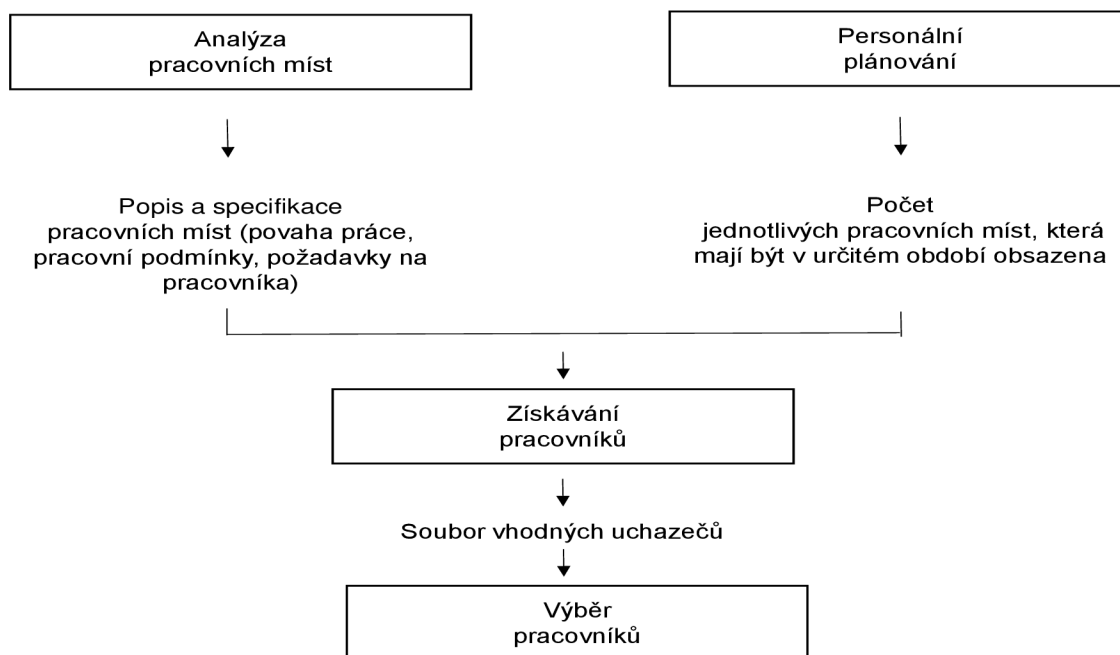 Analýza
pracovních míst
Personální
plánování
Popis a specifikace
pracovních míst (povaha práce,
pracovní podmínky, požadavky na
pracovníka)
Počet
jednotlivých pracovních míst, která
mají být v určitém období obsazena
Získávání
pracovníků
Soubor vhodných uchazečů
Výběr
pracovníků